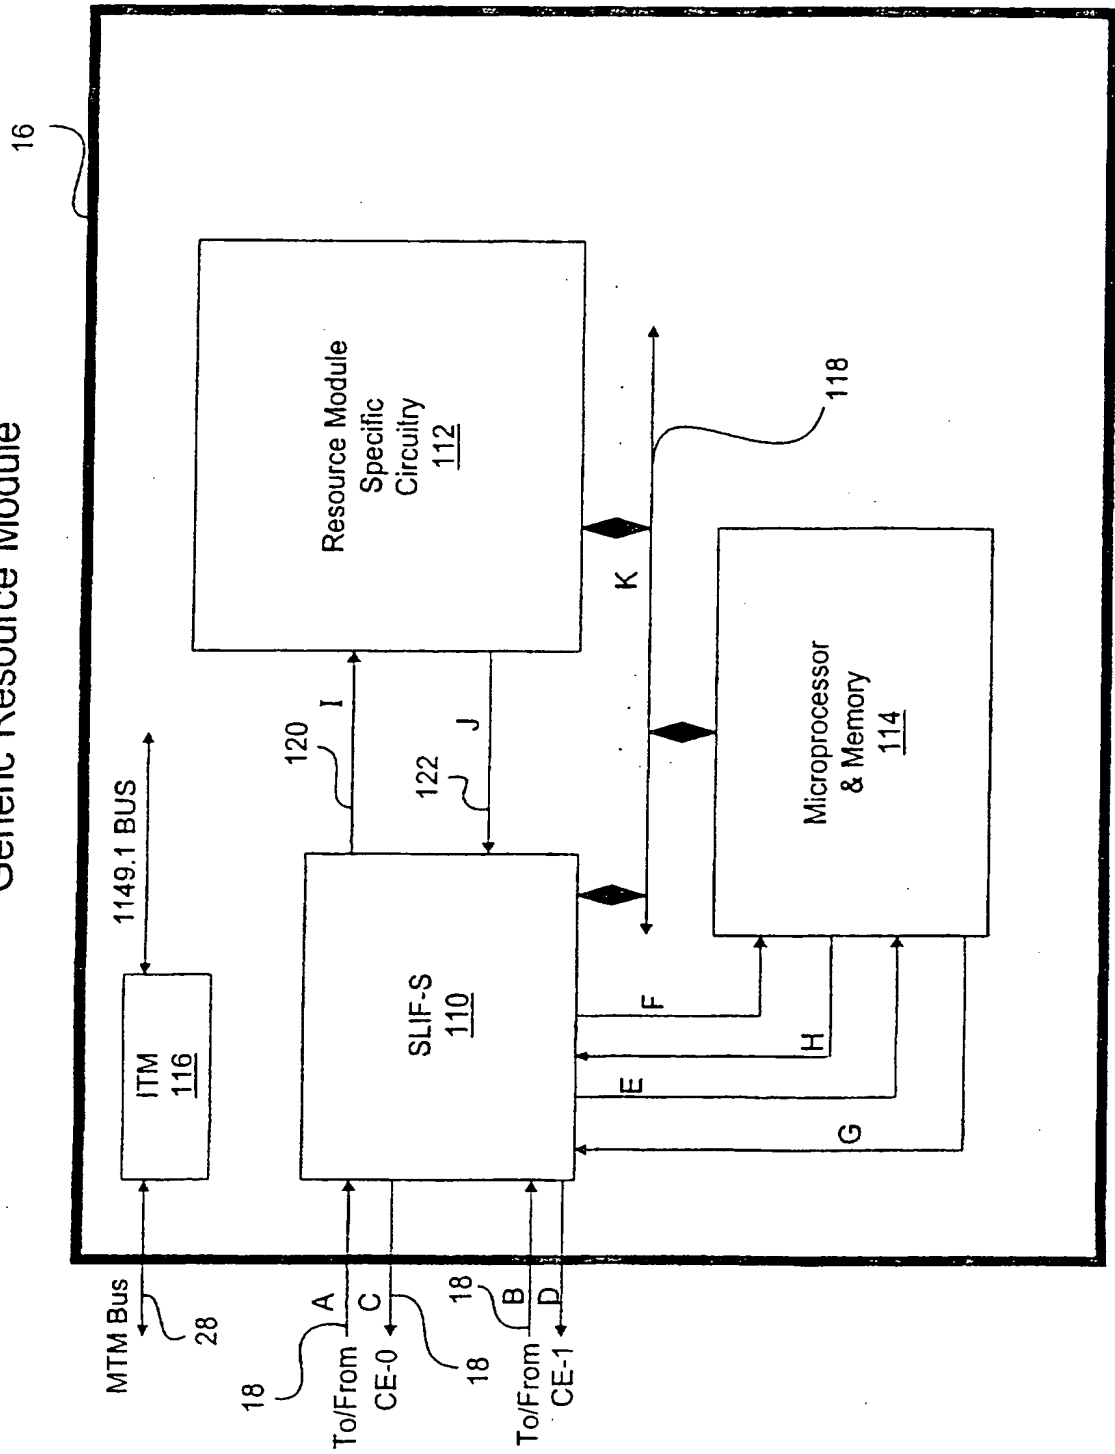 Generic Resource Module
16
MTM Bus
28
ITM
116
1149.1 BUS
18
To/From
CE-0
A
C
18
18
To/From
CE-1
B
D
SLIF-S
110
120
I
122
J
Resource Module
Specific
Circuitry
112
K
118
F
H
E
G
Microprocessor
& Memory
114